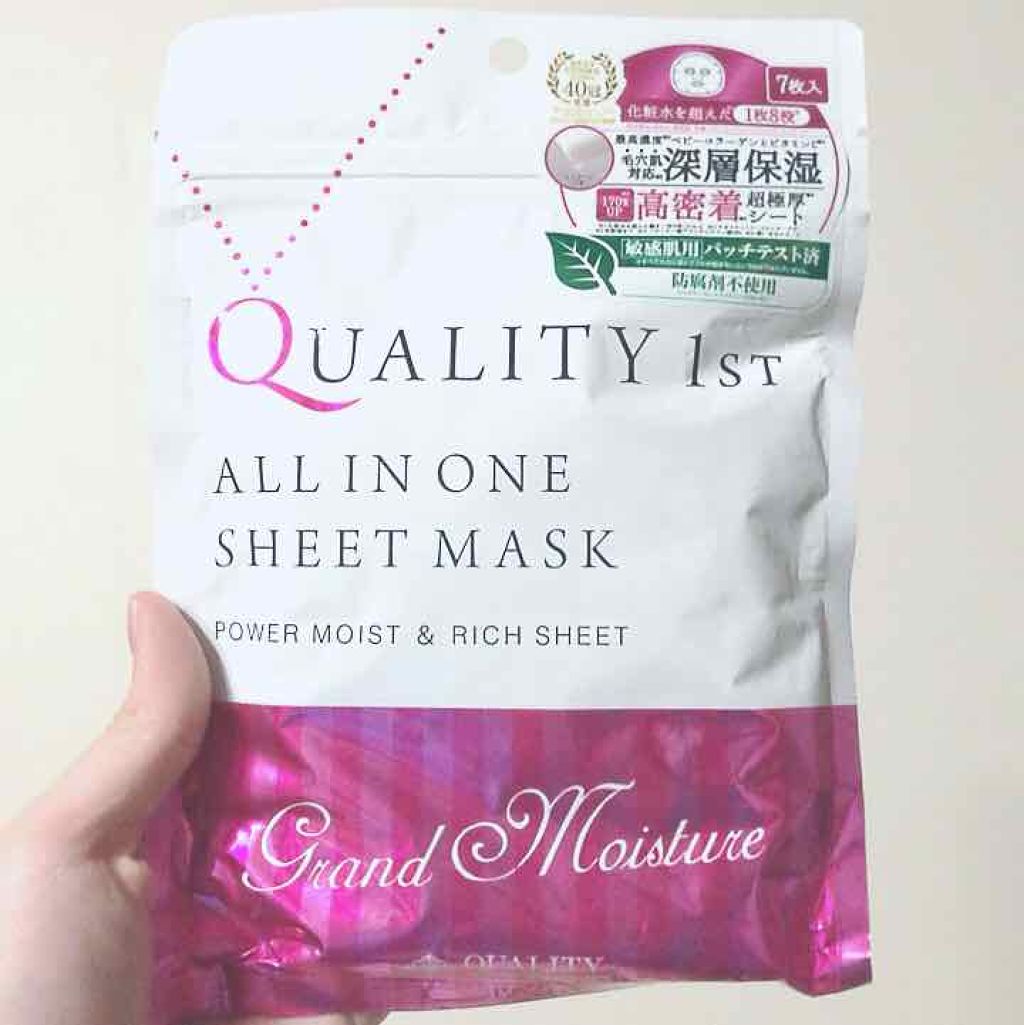 40冠
7枚入
化粧水を超えた 1枚8役
最高濃度 ベビーコラーゲンとビタミンC
毛穴肌
対応
深層保湿
170%
UP
高密着
超極厚
シート
「敏感肌用」パッチテスト済
防腐剤不使用
QUALITY 1ST
ALL IN ONE
SHEET MASK
POWER MOIST & RICH SHEET
Grand Moisture
QUALITY